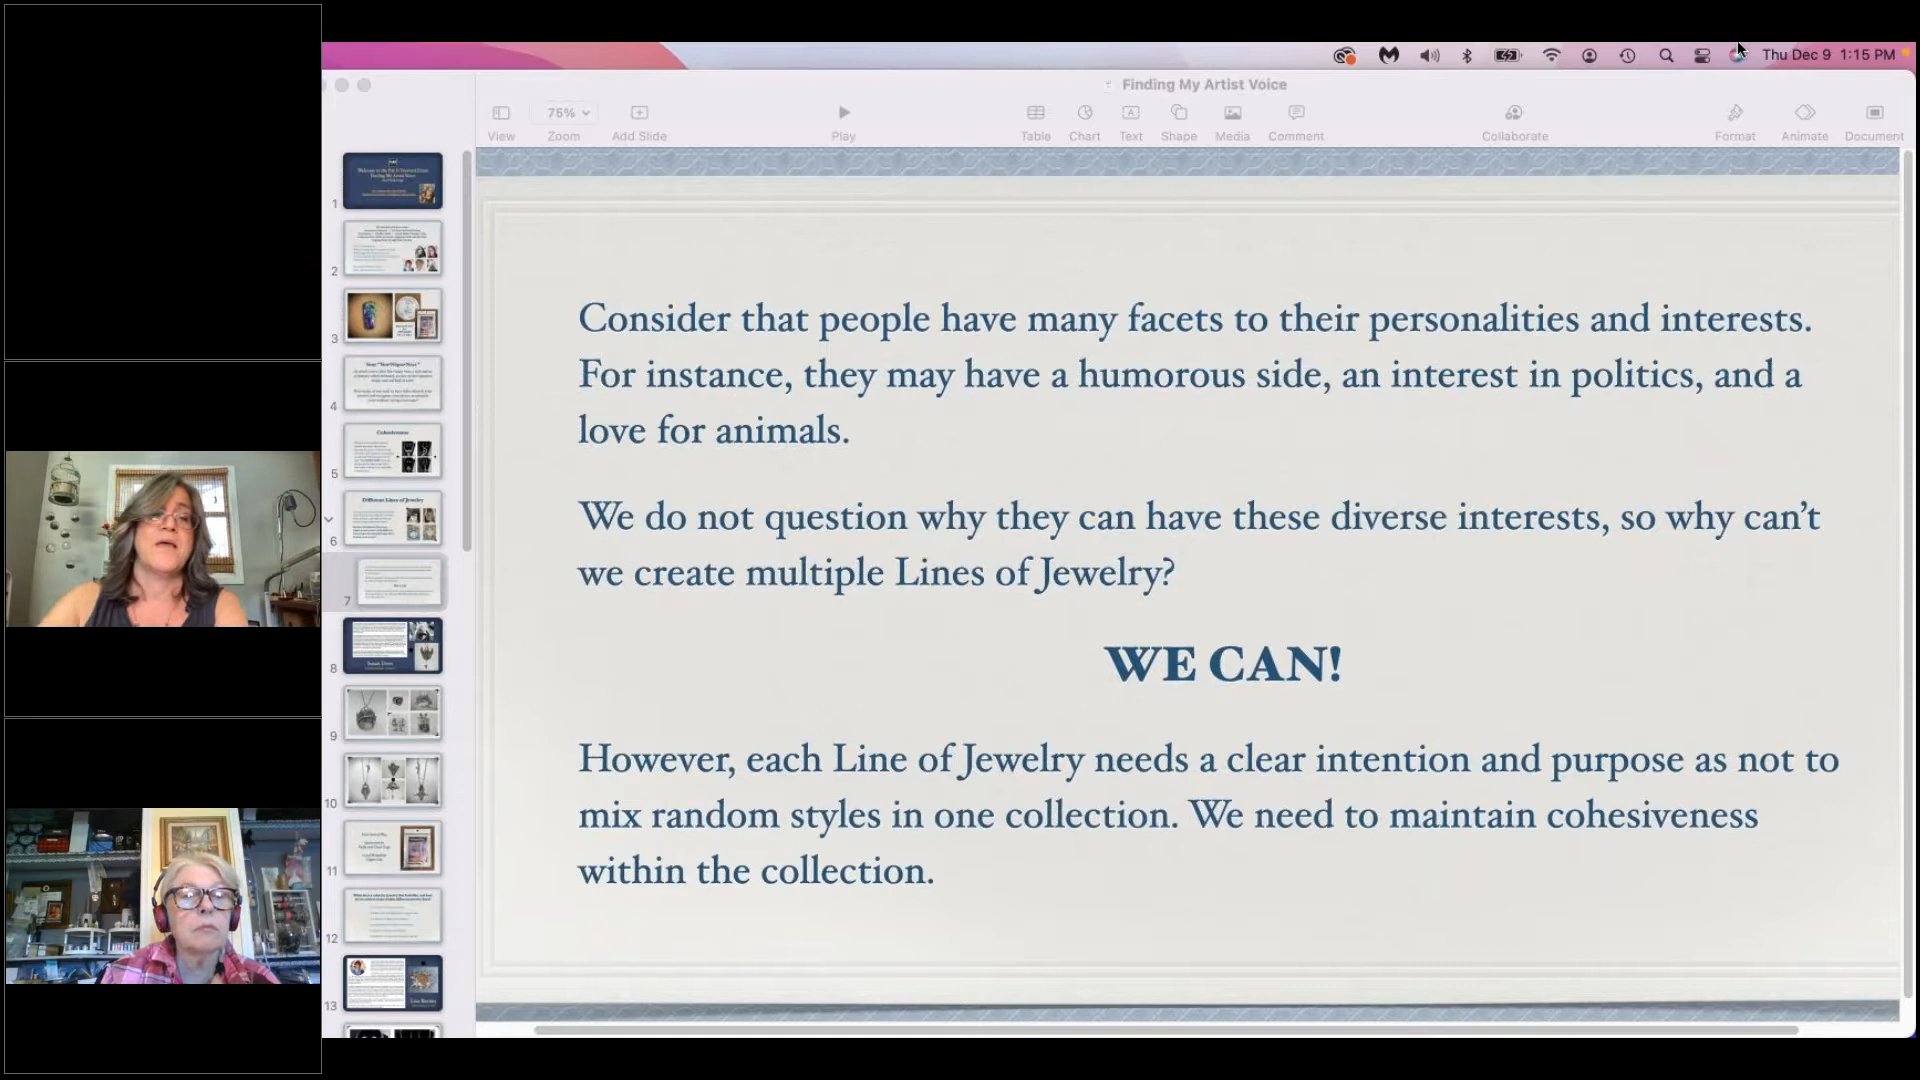 Thu Dec 9 1:15 PM
Finding My Artist Voice
75%
View Zoom Add Slide Play Table Chart Text Shape Media Comment Collaborate Format Animate Document
1
2
3
4
Cohesiveness
5
Different Lines of Jewelry
6
7
8
9
10
11
12
13
Consider that people have many facets to their personalities and interests.
For instance, they may have a humorous side, an interest in politics, and a
love for animals.
We do not question why they can have these diverse interests, so why can't
we create multiple Lines of Jewelry?
WE CAN!
However, each Line of Jewelry needs a clear intention and purpose as not to
mix random styles in one collection. We need to maintain cohesiveness
within the collection.